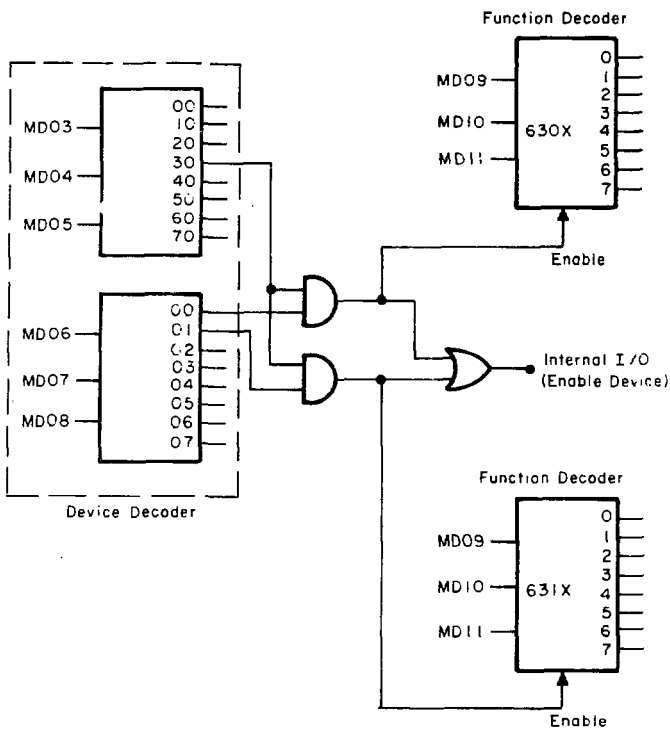 Function Decoder
MD09
MD10
MD11
630X
0
1
2
3
4
5
6
7
Enable
MD03
MD04
MD05
00
10
20
30
40
50
60
70
MD06
MD07
MD08
00
01
02
03
04
05
06
07
Device Decoder
Internal I/O
(Enable Device)
Function Decoder
MD09
MD10
MD11
631X
0
1
2
3
4
5
6
7
Enable